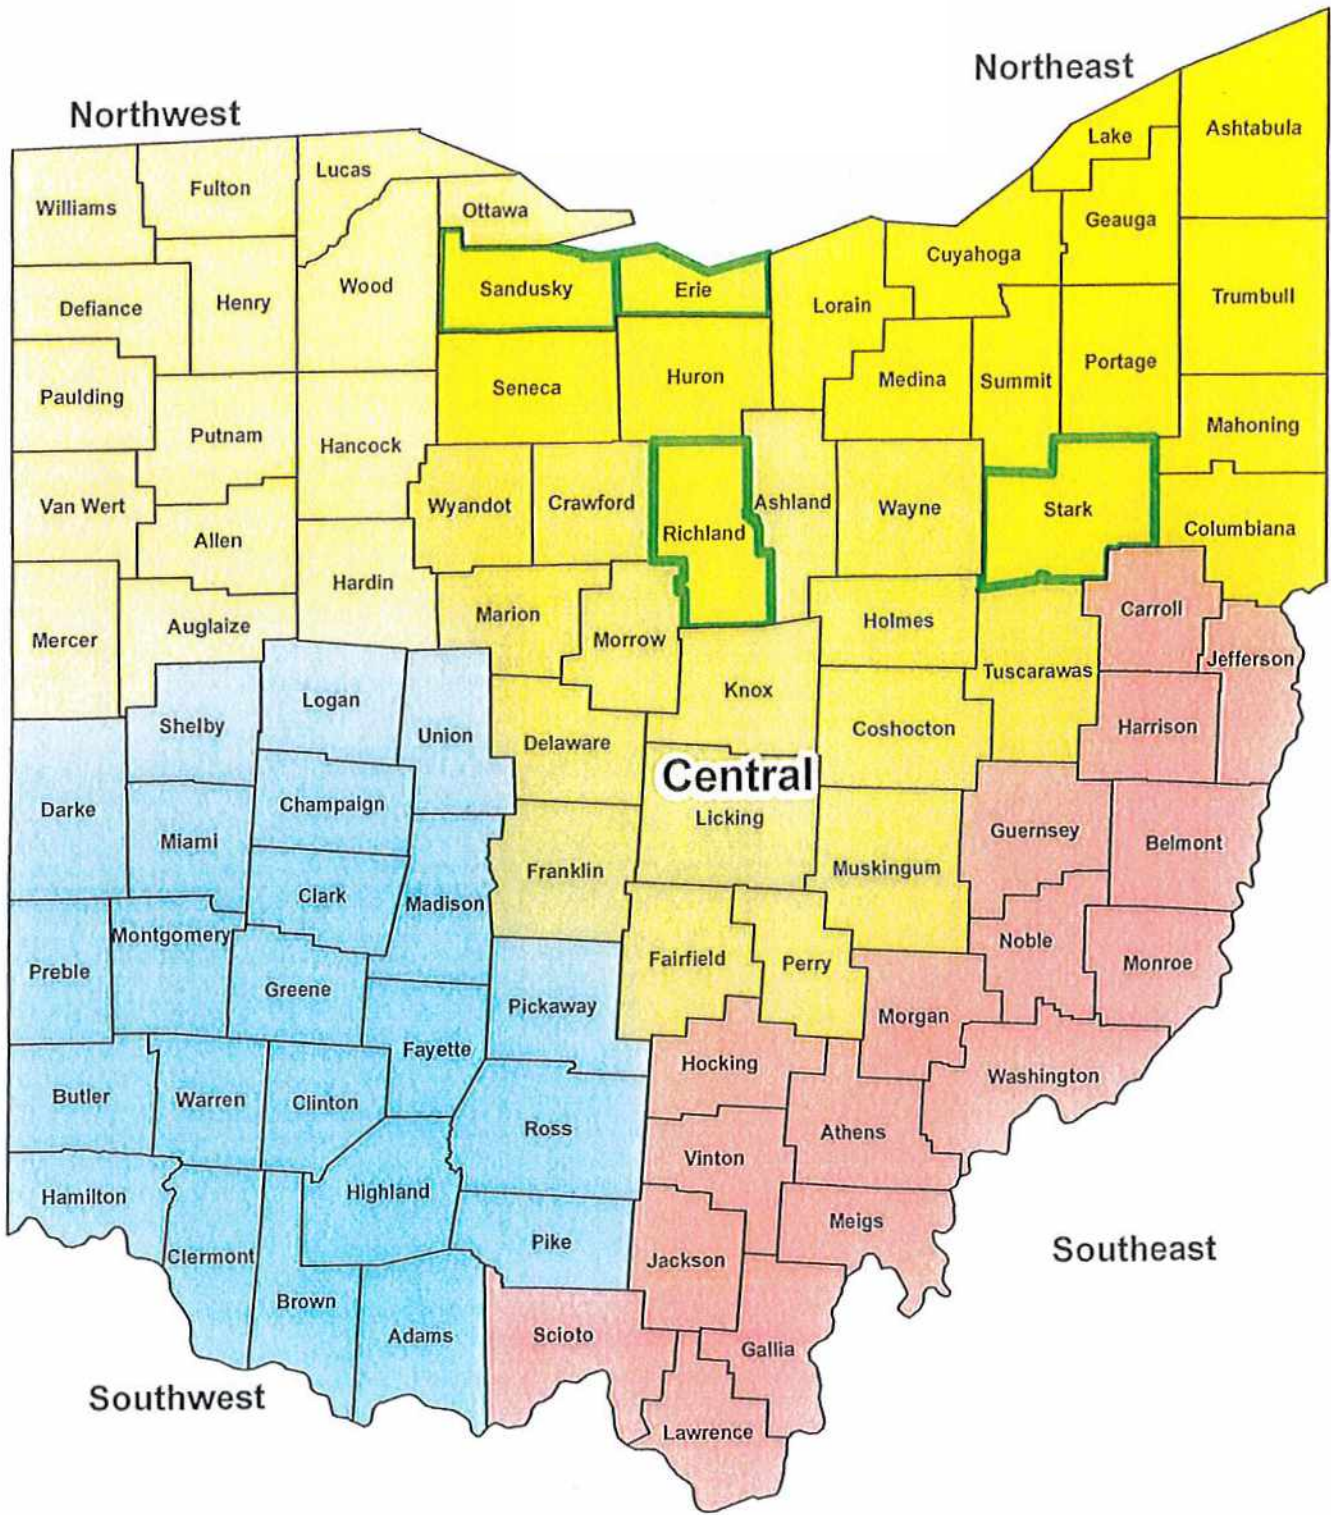 Northeast
Northwest
Lake
Ashtabula
Lucas
Fulton
Williams
Ottawa
Geauga
Cuyahoga
Sandusky
Erie
Wood
Henry
Defiance
Lorain
Trumbull
Portage
Huron
Medina
Summit
Seneca
Paulding
Mahoning
Putnam
Hancock
Van Wert
Wyandot
Crawford
Ashland
Wayne
Stark
Columbiana
Richland
Allen
Hardin
Marion
Carroll
Holmes
Auglaize
Mercer
Morrow
Jefferson
Tuscarawas
Knox
Logan
Shelby
Union
Delaware
Coshocton
Harrison
Central
Champaign
Darke
Licking
Guernsey
Miami
Belmont
Franklin
Muskingum
Clark
Madison
Montgomery
Noble
Fairfield
Perry
Monroe
Preble
Greene
Pickaway
Morgan
Fayette
Hocking
Washington
Butler
Warren
Clinton
Ross
Athens
Vinton
Hamilton
Highland
Meigs
Pike
Southeast
Clermont
Jackson
Brown
Adams
Scioto
Gallia
Southwest
Lawrence